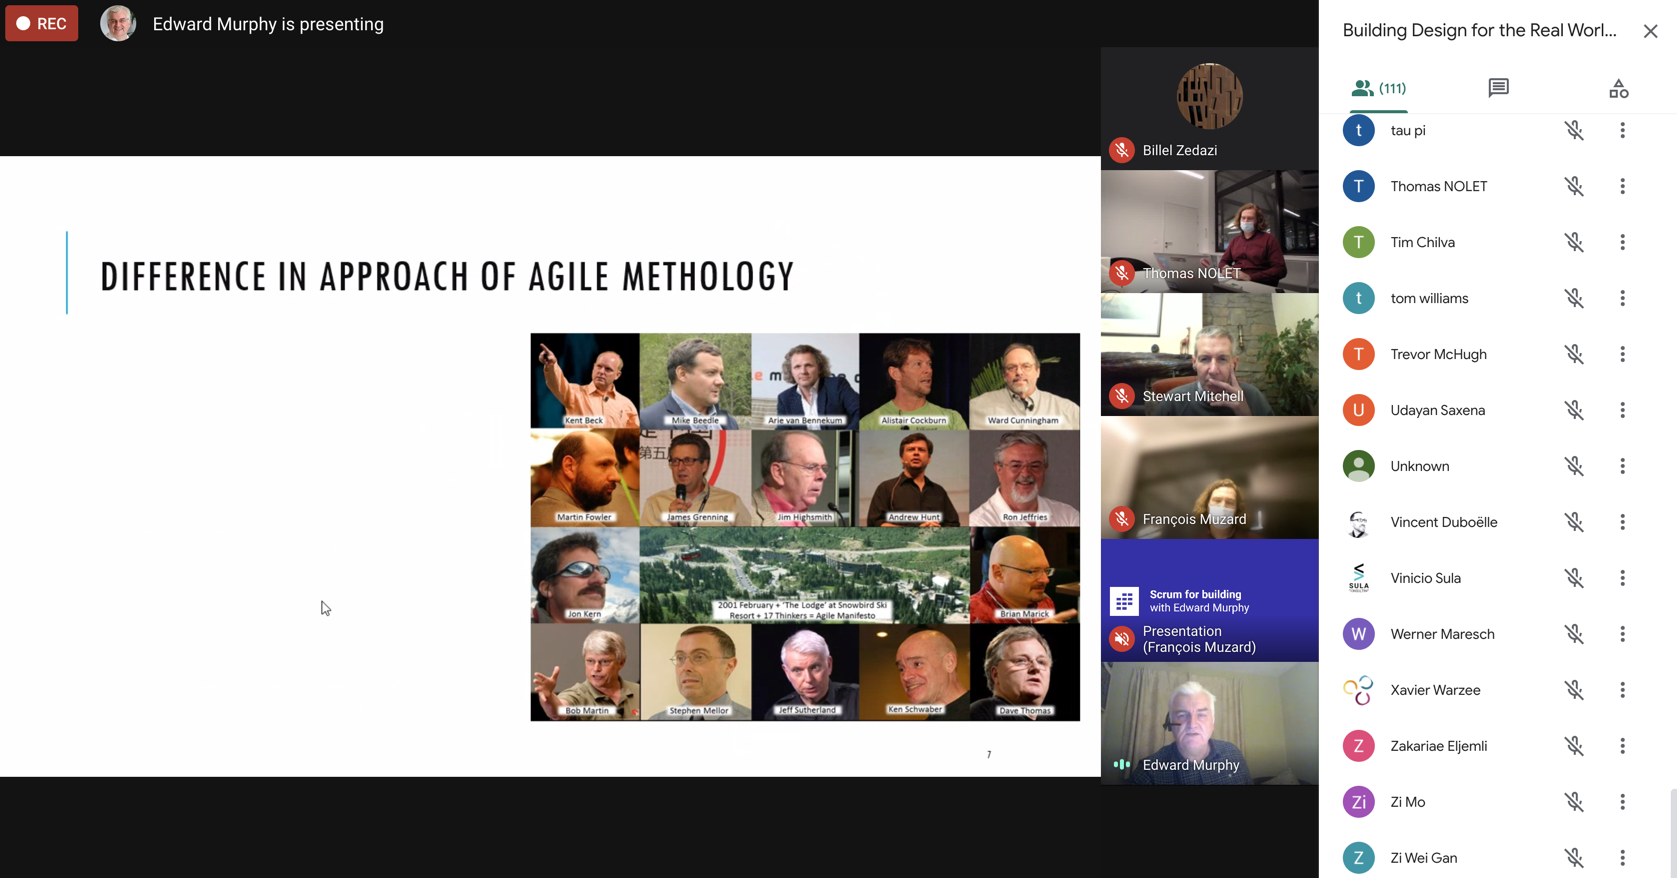 REC
Edward Murphy is presenting
DIFFERENCE IN APPROACH OF AGILE METHOLOGY
Kent Beck
Mike Beedle
Arie van Bennekum
Alistair Cockburn
Ward Cunningham
第五
Martin Fowler
James Grenning
Jim Highsmith
Andrew Hunt
Ron Jeffries
Jon Kern
2001 February + 'The Lodge' at Snowbird Ski
Resort + 17 Thinkers = Agile Manifesto
Brian Marick
Bob Martin
Stephen Mellor
Jeff Sutherland
Ken Schwaber
Dave Thomas
7
Billel Zedazi
Thomas NOLET
Stewart Mitchell
François Muzard
Scrum for building
with Edward Murphy
Presentation
(François Muzard)
Edward Murphy
Building Design for the Real Worl...
(111)
t
tau pi
T
Thomas NOLET
T
Tim Chilva
t
tom williams
T
Trevor McHugh
U
Udayan Saxena
Unknown
Vincent Duboëlle
SULA
Vinicio Sula
W
Werner Maresch
Xavier Warzee
Z
Zakariae Eljemli
Zi
Zi Mo
Z
Zi Wei Gan